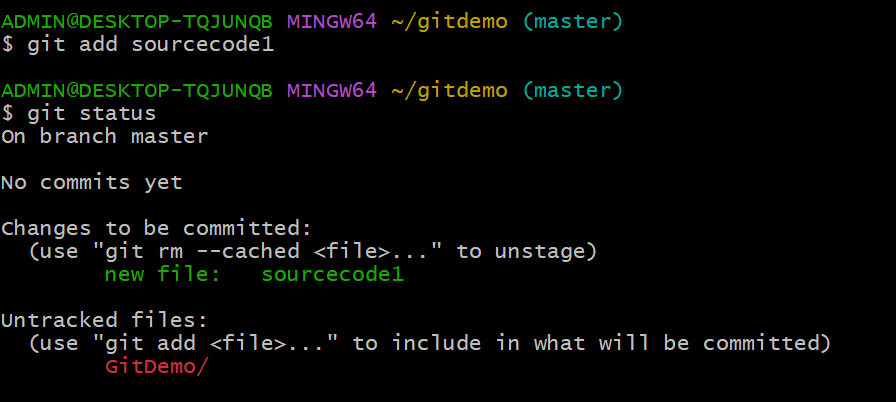 ADMIN@DESKTOP-TQJUNQB MINGW64 ~/gitdemo (master)
$ git add sourcecode1
ADMIN@DESKTOP-TQJUNQB MINGW64 ~/gitdemo (master)
$ git status
On branch master
No commits yet
Changes to be committed:
  (use "git rm --cached <file>..." to unstage)
        new file:   sourcecode1
Untracked files:
  (use "git add <file>..." to include in what will be committed)
        GitDemo/